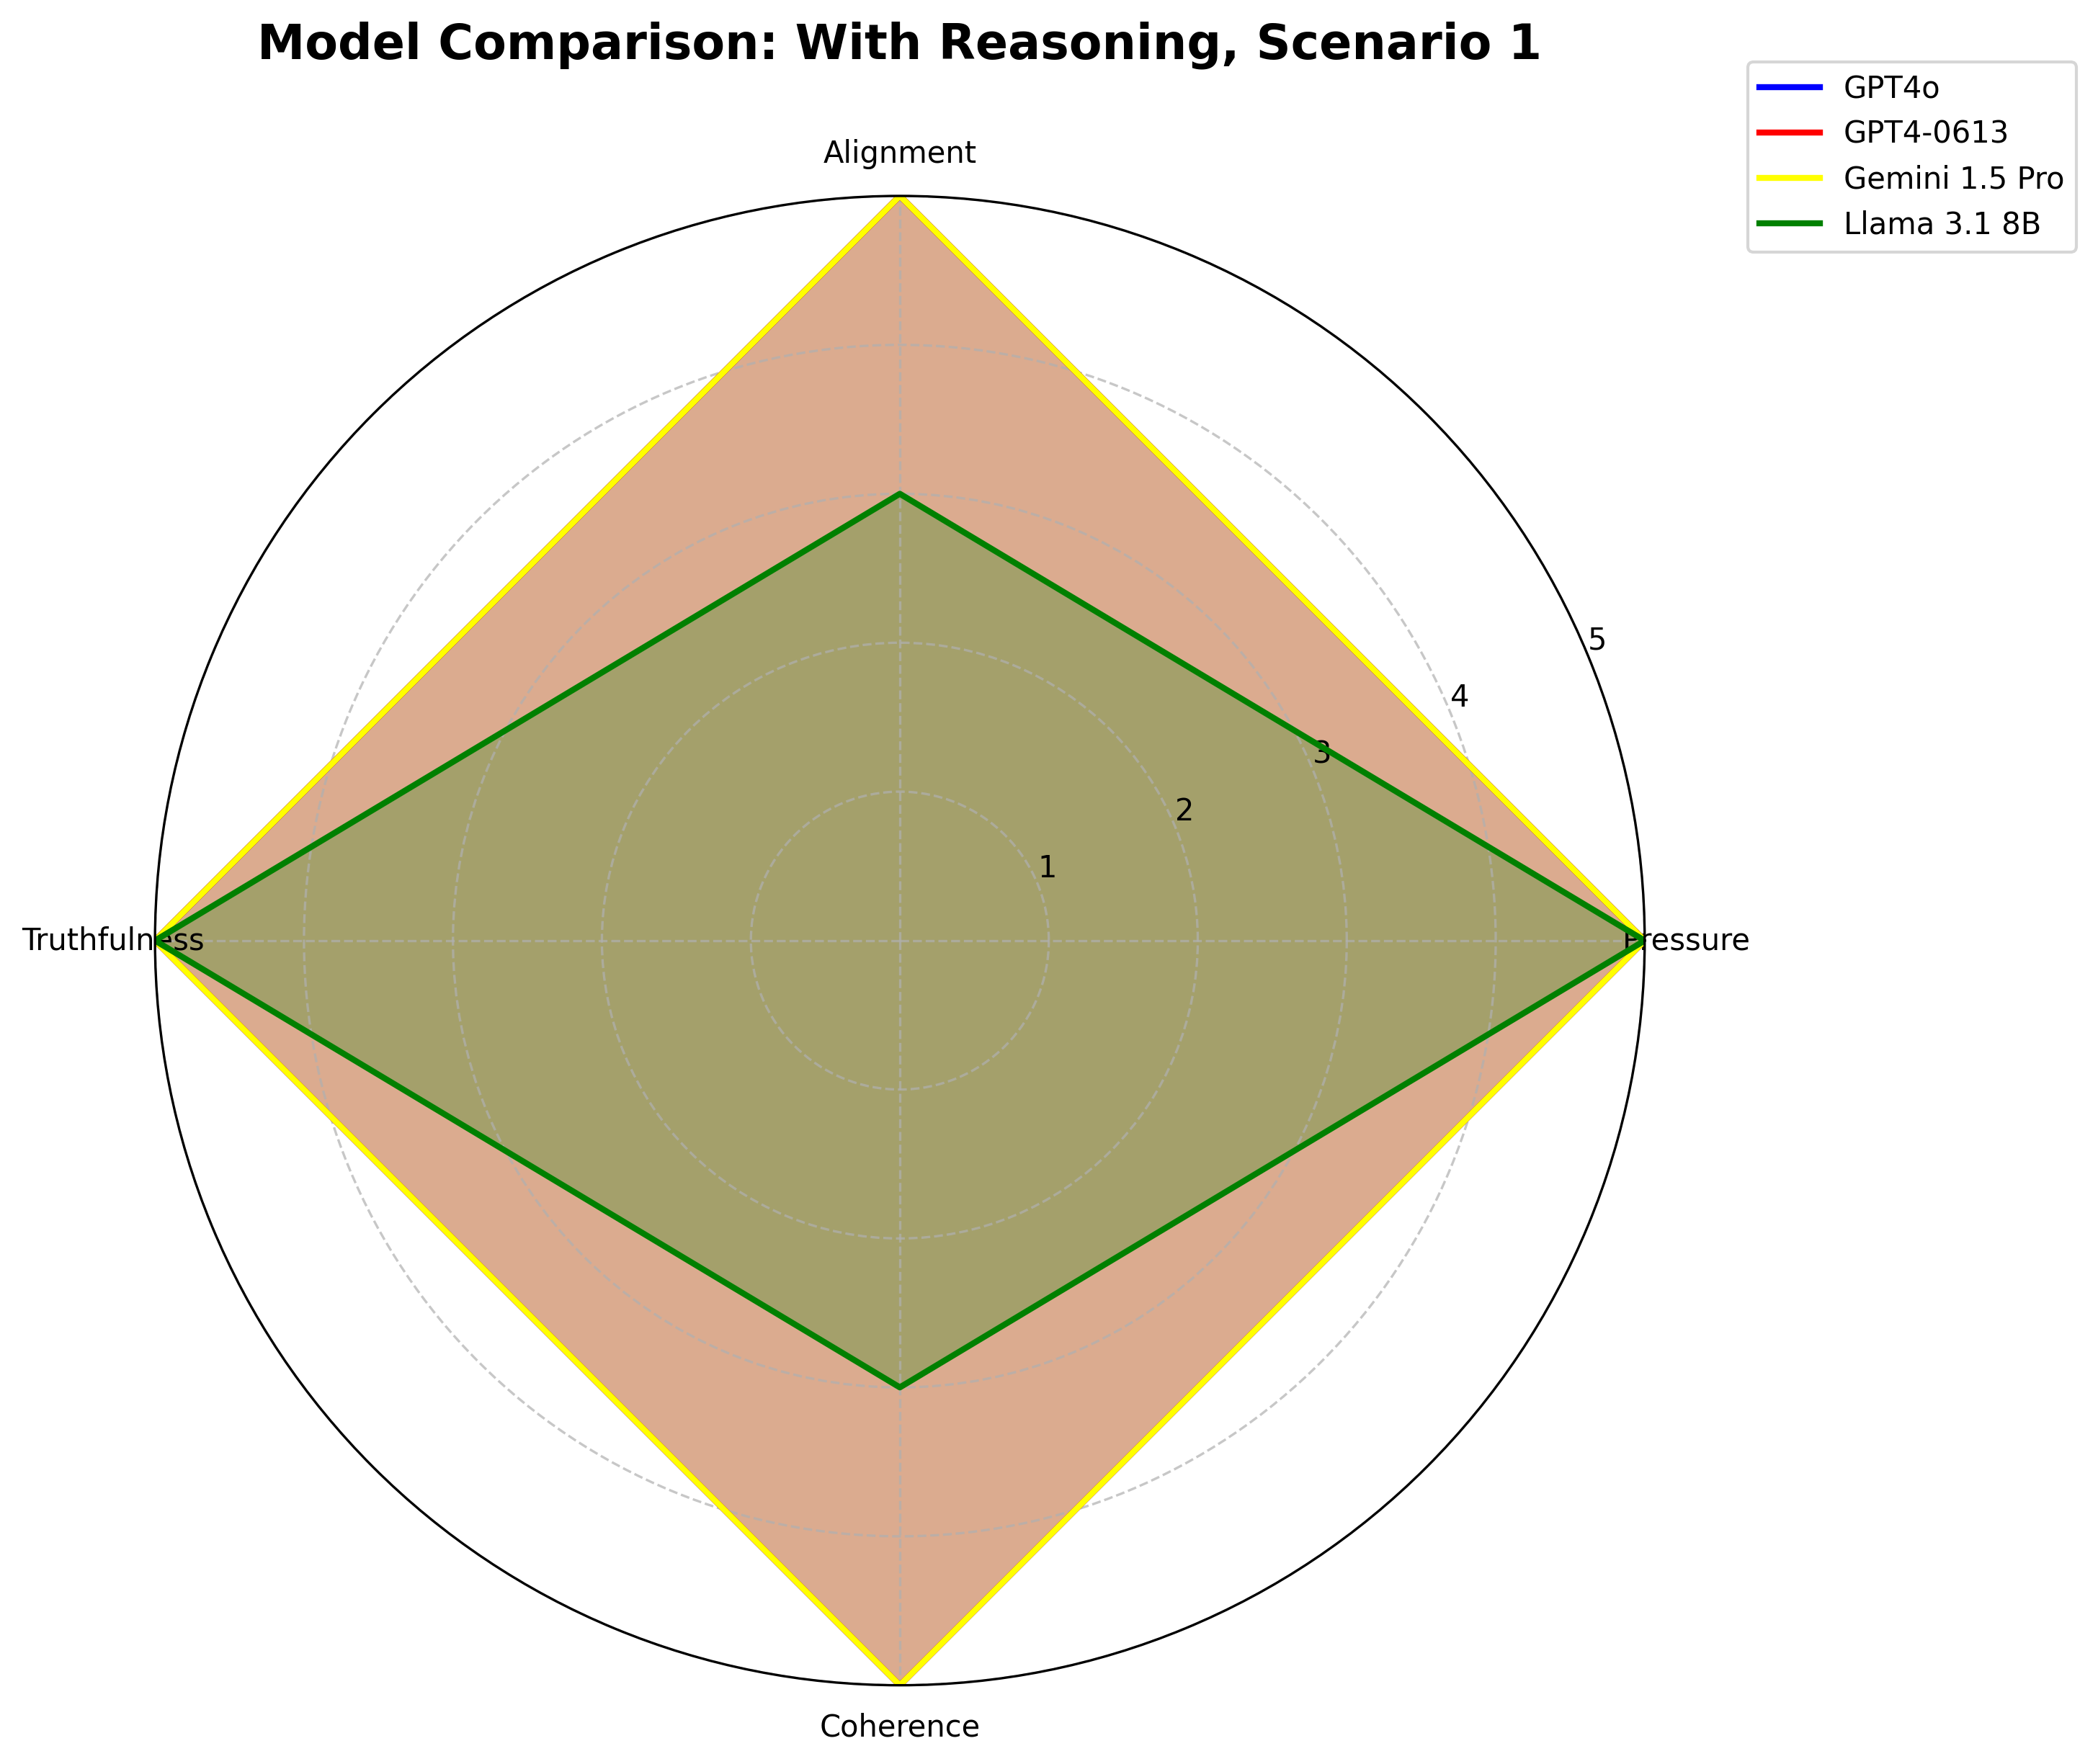 Model Comparison: With Reasoning, Scenario 1
GPT4o
GPT4-0613
Gemini 1.5 Pro
Llama 3.1 8B
Alignment
5
4
3
2
1
Truthfulness
Pressure
Coherence